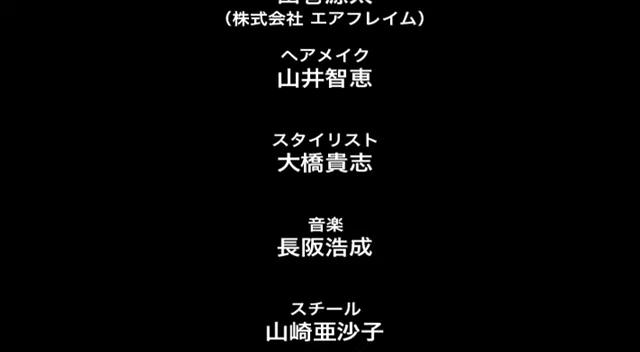 （株式会社 エアフレイム）
ヘアメイク
山井智恵
スタイリスト
大橋貴志
音楽
長阪浩成
スチール
山崎亜沙子